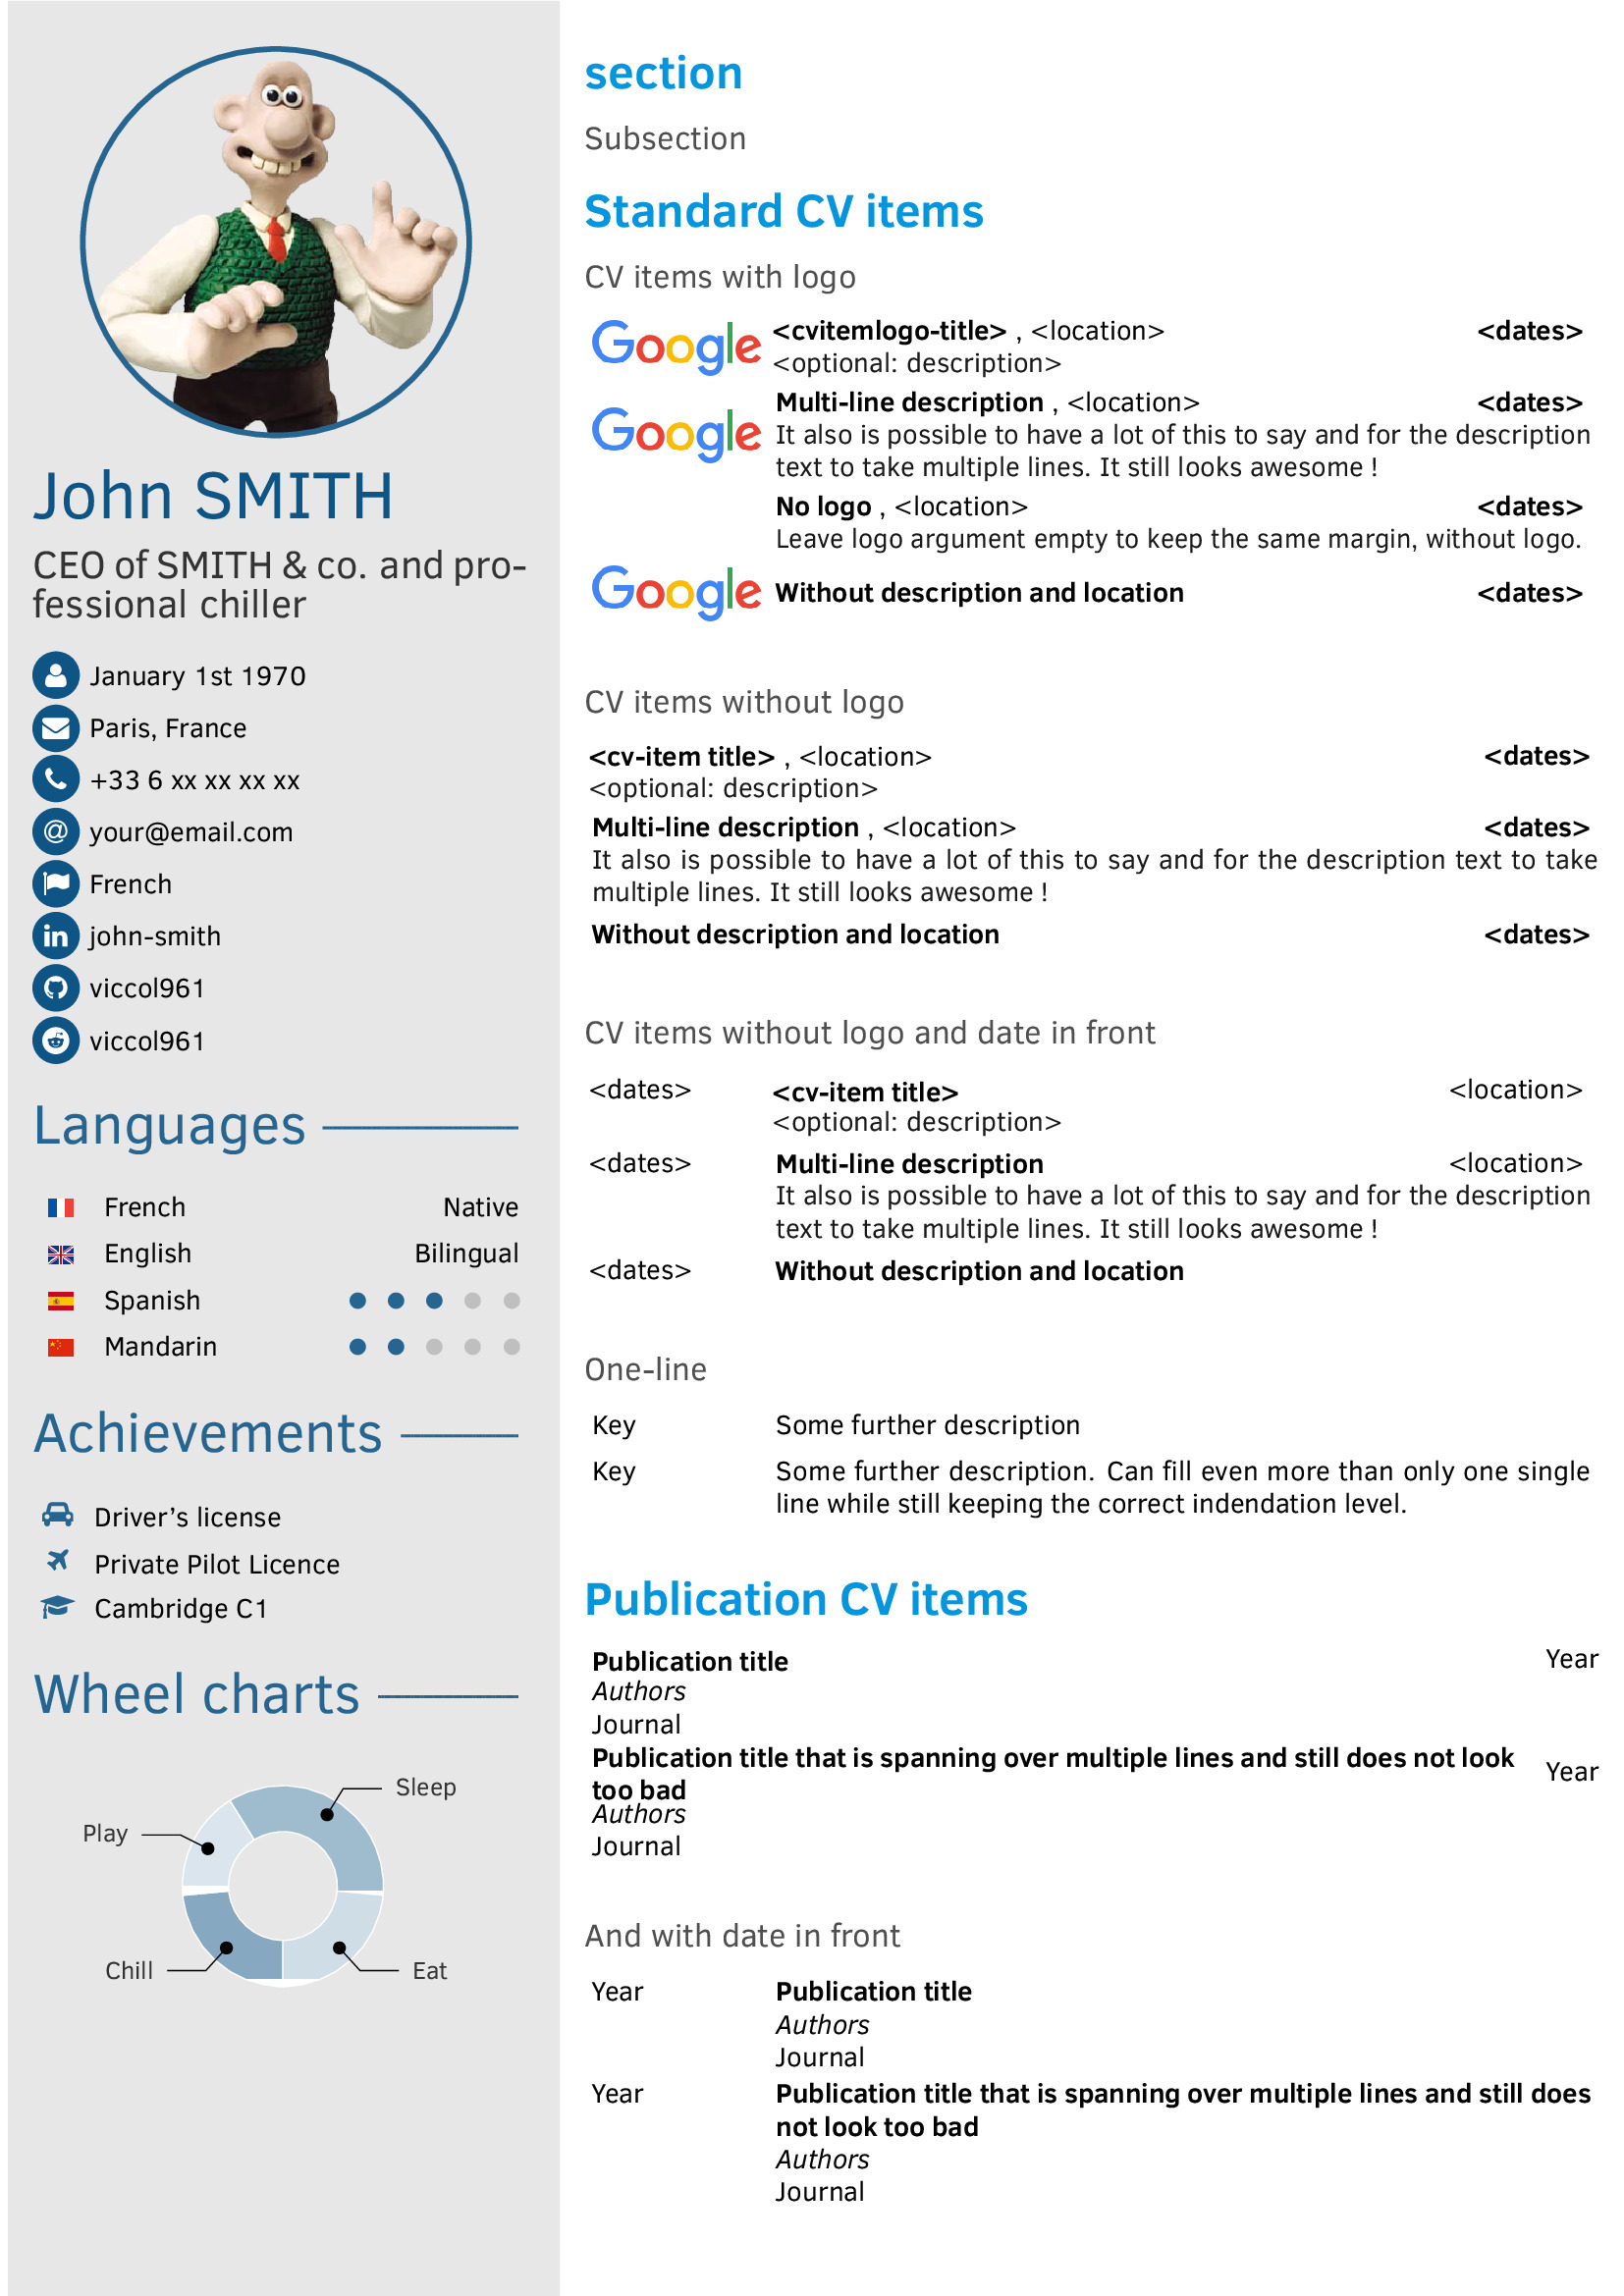 John SMITH
CEO of SMITH & co. and pro-
fessional chiller
January 1st 1970
Paris, France
+33 6 xx xx xx xx
@ your@email.com
French
in john-smith
viccol961
viccol961
Languages
French Native
English Bilingual
Spanish
Mandarin
Achievements
Driver’s license
Private Pilot Licence
Cambridge C1
Wheel charts
Sleep
Play
Chill
Eat
section
Subsection
Standard CV items
CV items with logo
Google <cvitemlogo-title> , <location> <dates>
<optional: description>
Google Multi-line description , <location> <dates>
It also is possible to have a lot of this to say and for the description
text to take multiple lines. It still looks awesome !
No logo , <location> <dates>
Leave logo argument empty to keep the same margin, without logo.
Google Without description and location <dates>
CV items without logo
<cv-item title> , <location> <dates>
<optional: description>
Multi-line description , <location> <dates>
It also is possible to have a lot of this to say and for the description text to take
multiple lines. It still looks awesome !
Without description and location <dates>
CV items without logo and date in front
<dates> <cv-item title> <location>
<optional: description>
<dates> Multi-line description <location>
It also is possible to have a lot of this to say and for the description
text to take multiple lines. It still looks awesome !
<dates> Without description and location
One-line
Key Some further description
Key Some further description. Can fill even more than only one single
line while still keeping the correct indendation level.
Publication CV items
Publication title Year
Authors
Journal
Publication title that is spanning over multiple lines and still does not look Year
too bad
Authors
Journal
And with date in front
Year Publication title
Authors
Journal
Year Publication title that is spanning over multiple lines and still does
not look too bad
Authors
Journal